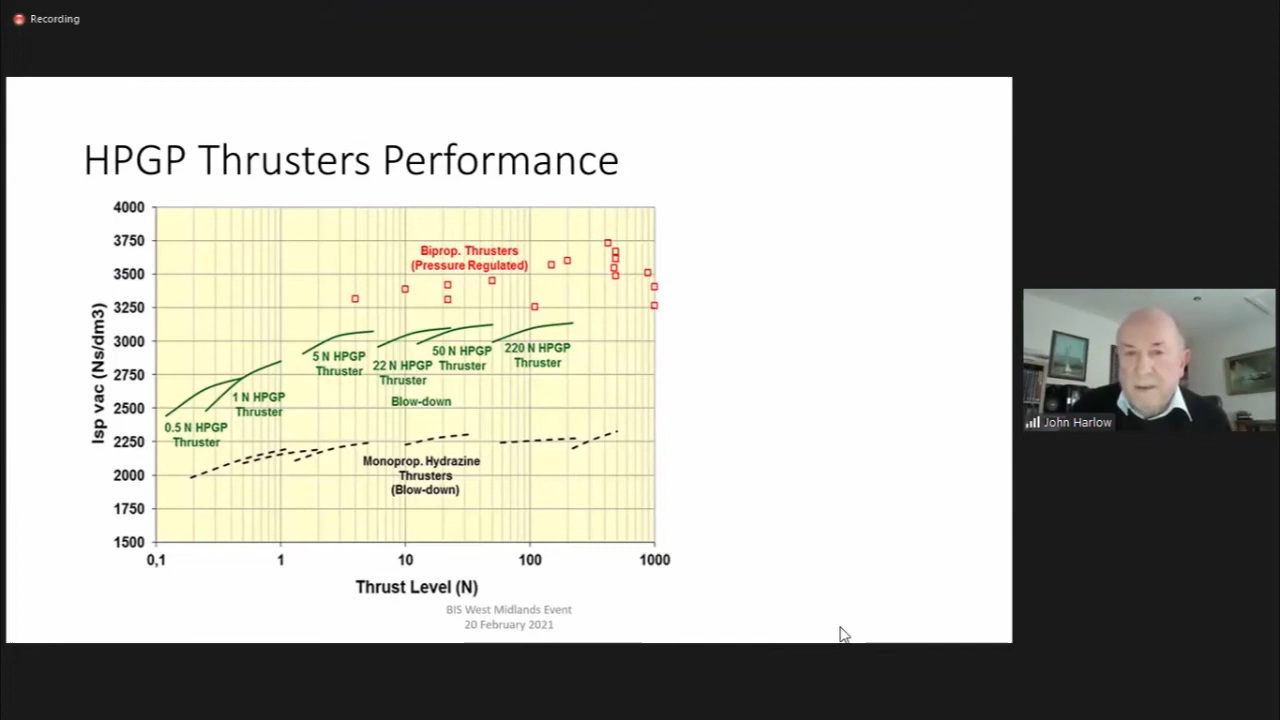 Recording
HPGP Thrusters Performance
4000
3750
3500
3250
3000
2750
2500
2250
2000
1750
1500
Isp vac (Ns/dm3)
Biprop. Thrusters
(Pressure Regulated)
5 N HPGP
Thruster
22 N HPGP
Thruster
50 N HPGP
Thruster
220 N HPGP
Thruster
1 N HPGP
Thruster
0.5 N HPGP
Thruster
Blow-down
Monoprop. Hydrazine
Thrusters
(Blow-down)
0,1
1
10
100
1000
Thrust Level (N)
BIS West Midlands Event
20 February 2021
John Harlow